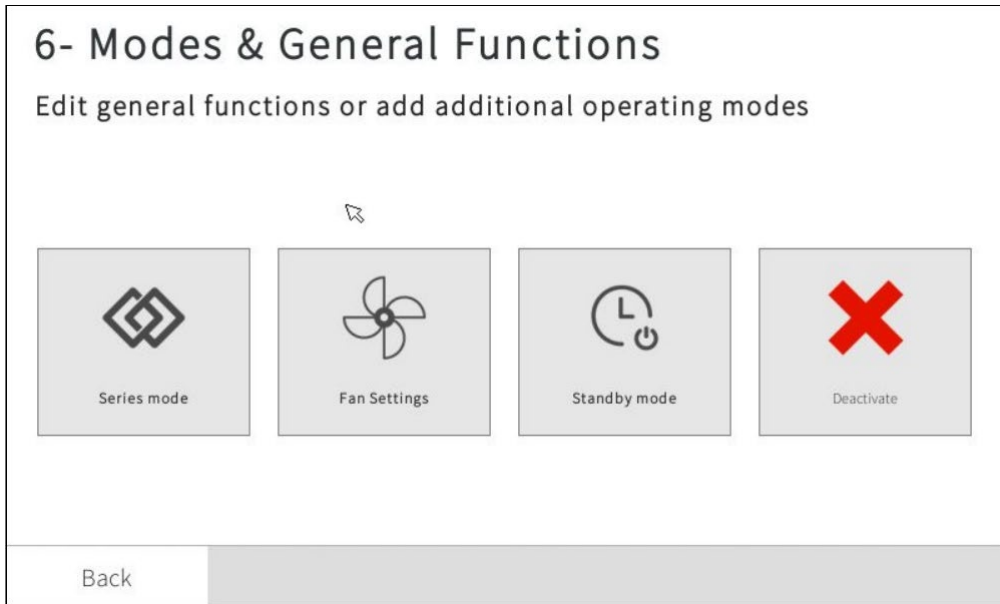 6- Modes & General Functions
Edit general functions or add additional operating modes
Series mode
Fan Settings
Standby mode
Deactivate
Back